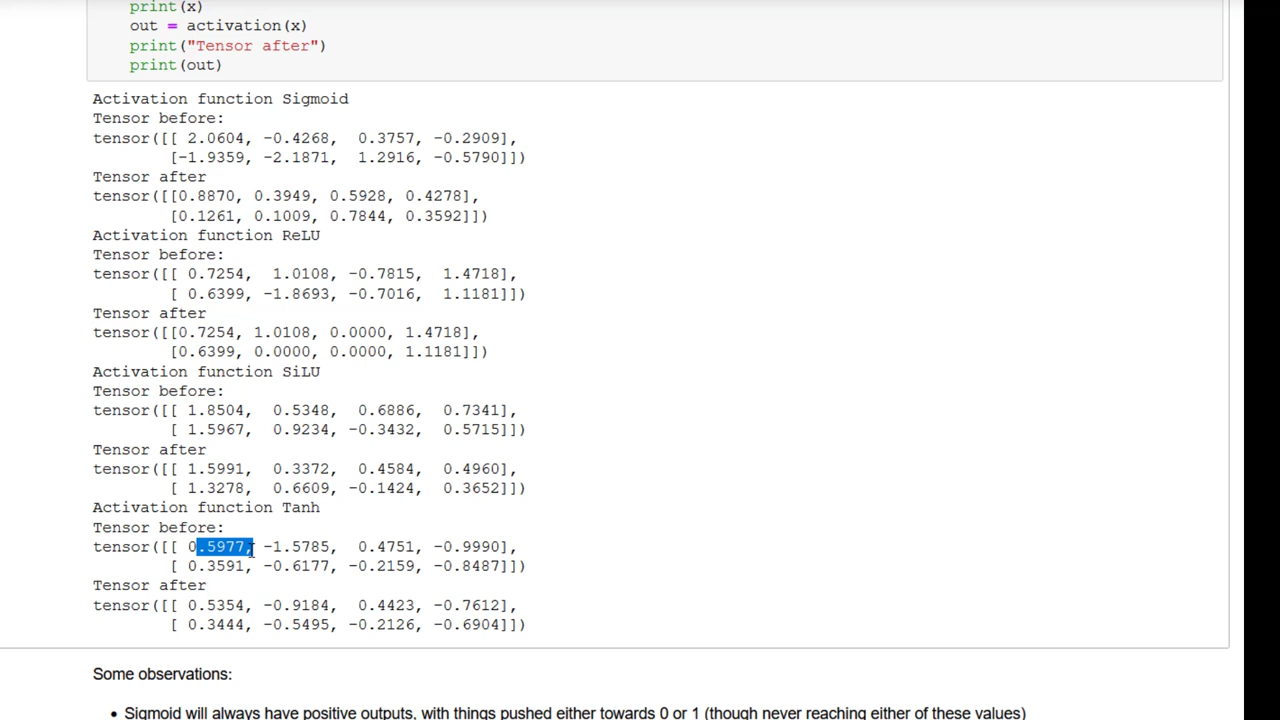 print(x)
out = activation(x)
print("Tensor after")
print(out)
Activation function Sigmoid
Tensor before:
tensor([[ 2.0604, -0.4268,  0.3757, -0.2909],
        [-1.9359, -2.1871,  1.2916, -0.5790]])
Tensor after
tensor([[0.8870, 0.3949, 0.5928, 0.4278],
        [0.1261, 0.1009, 0.7844, 0.3592]])
Activation function ReLU
Tensor before:
tensor([[ 0.7254,  1.0108, -0.7815,  1.4718],
        [ 0.6399, -1.8693, -0.7016,  1.1181]])
Tensor after
tensor([[0.7254, 1.0108, 0.0000, 1.4718],
        [0.6399, 0.0000, 0.0000, 1.1181]])
Activation function SiLU
Tensor before:
tensor([[ 1.8504,  0.5348,  0.6886,  0.7341],
        [ 1.5967,  0.9234, -0.3432,  0.5715]])
Tensor after
tensor([[ 1.5991,  0.3372,  0.4584,  0.4960],
        [ 1.3278,  0.6609, -0.1424,  0.3652]])
Activation function Tanh
Tensor before:
tensor([[ 0.5977, -1.5785,  0.4751, -0.9990],
        [ 0.3591, -0.6177, -0.2159, -0.8487]])
Tensor after
tensor([[ 0.5354, -0.9184,  0.4423, -0.7612],
        [ 0.3444, -0.5495, -0.2126, -0.6904]])
Some observations:
• Sigmoid will always have positive outputs, with things pushed either towards 0 or 1 (though never reaching either of these values)